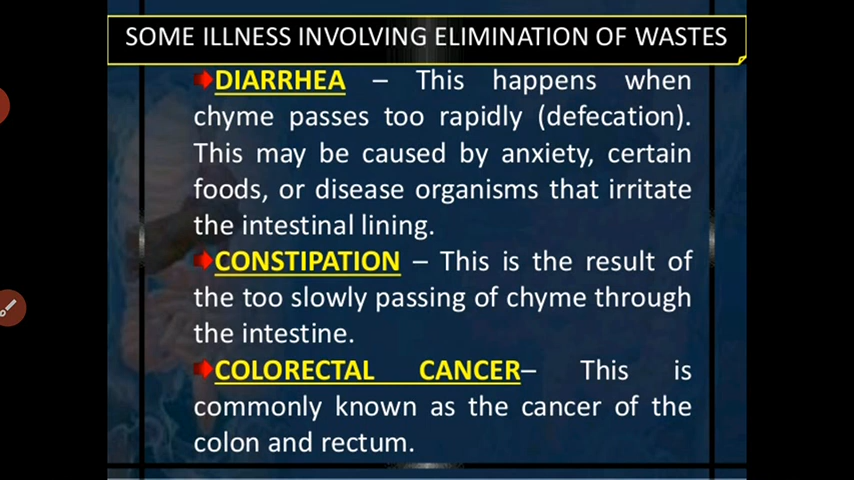 SOME ILLNESS INVOLVING ELIMINATION OF WASTES
DIARRHEA – This happens when
chyme passes too rapidly (defecation).
This may be caused by anxiety, certain
foods, or disease organisms that irritate
the intestinal lining.
CONSTIPATION – This is the result of
the too slowly passing of chyme through
the intestine.
COLORECTAL CANCER– This is
commonly known as the cancer of the
colon and rectum.